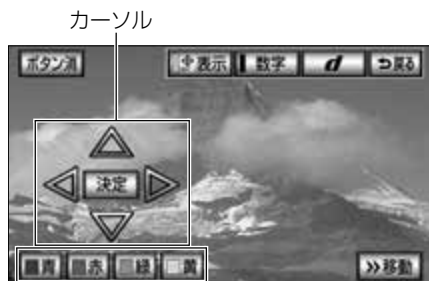 カーソル
ボタン消 表示 数字 d 戻る
決定
青 赤 緑 黄 移動